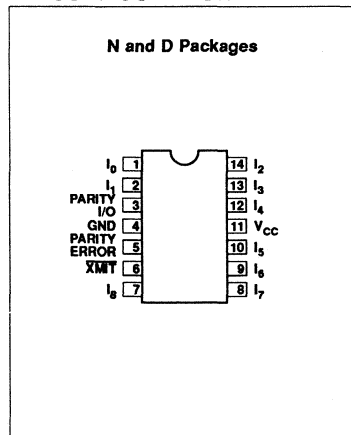 N and D Packages
I0 1 14 I2
I1 2 13 I3
PARITY I/O 3 12 I4
GND 4 11 VCC
PARITY ERROR 5 10 I5
XMIT 6 9 I6
I8 7 8 I7